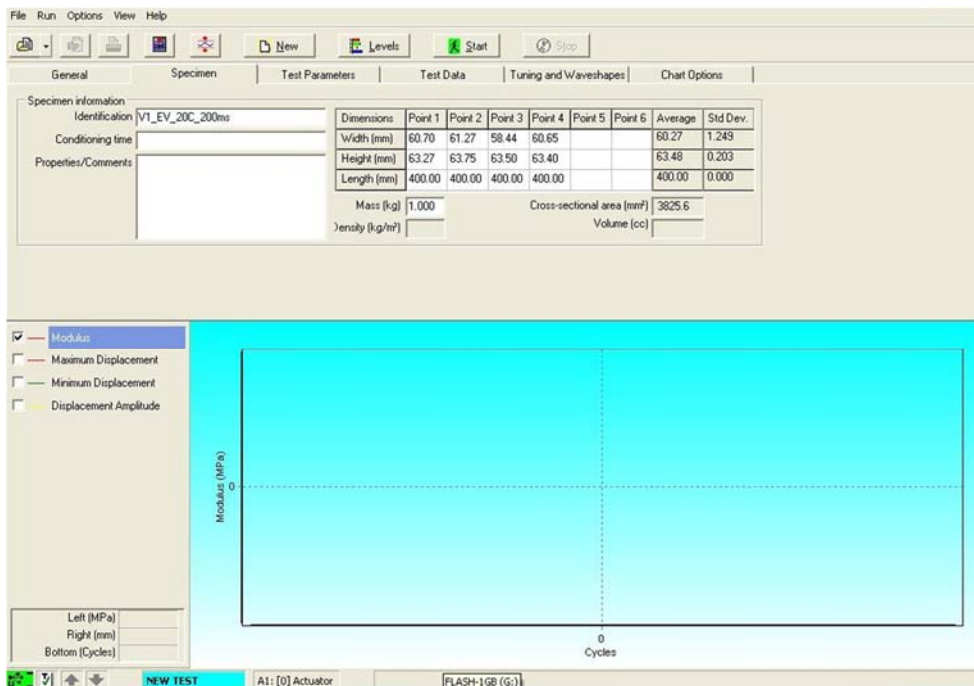 File Run Options View Help
New Levels Start Stop
General Specimen Test Parameters Test Data Tuning and Waveshapes Chart Options
Specimen information
Identification V1_EV_20C_200ms
Conditioning time
Properties/Comments
Dimensions Point 1 Point 2 Point 3 Point 4 Point 5 Point 6 Average Std Dev.
Width (mm) 60.70 61.27 58.44 60.65 60.27 1.249
Height (mm) 63.27 63.75 63.50 63.40 63.48 0.203
Length (mm) 400.00 400.00 400.00 400.00 400.00 0.000
Mass (kg) 1.000 Cross-sectional area (mm²) 3825.6
Density (kg/m³) Volume (cc)
Modulus
Maximum Displacement
Minimum Displacement
Displacement Amplitude
Modulus (MPa)
0
0
Cycles
Left (MPa)
Right (mm)
Bottom (Cycles)
NEW TEST A1: [0] Actuator FLASH-1GB (G:)